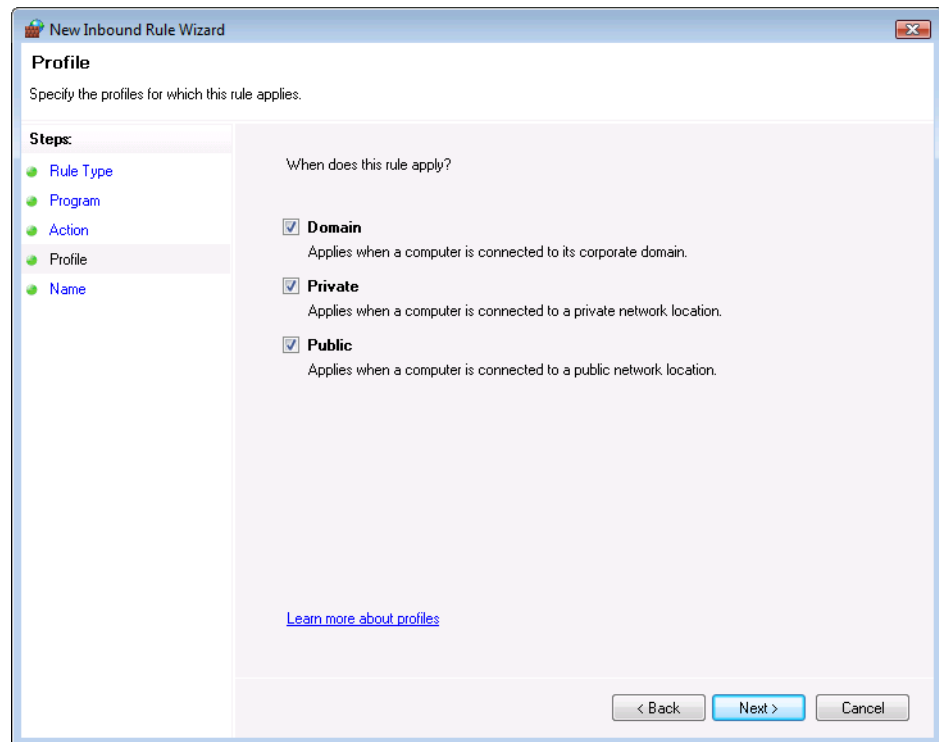 New Inbound Rule Wizard
Profile
Specify the profiles for which this rule applies.
Steps:
Rule Type
Program
Action
Profile
Name
When does this rule apply?
Domain
Applies when a computer is connected to its corporate domain.
Private
Applies when a computer is connected to a private network location.
Public
Applies when a computer is connected to a public network location.
Learn more about profiles
< Back
Next >
Cancel